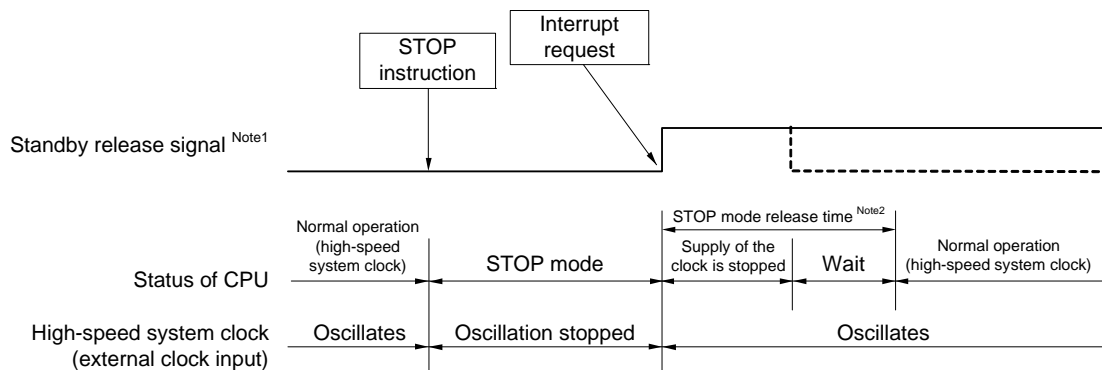 Interrupt
request
STOP
instruction
Standby release signal Note1
STOP mode release time Note2
Normal operation
(high-speed
system clock)
Supply of the
clock is stopped
Normal operation
(high-speed system clock)
Status of CPU
STOP mode
Wait
High-speed system clock
(external clock input)
Oscillates
Oscillation stopped
Oscillates